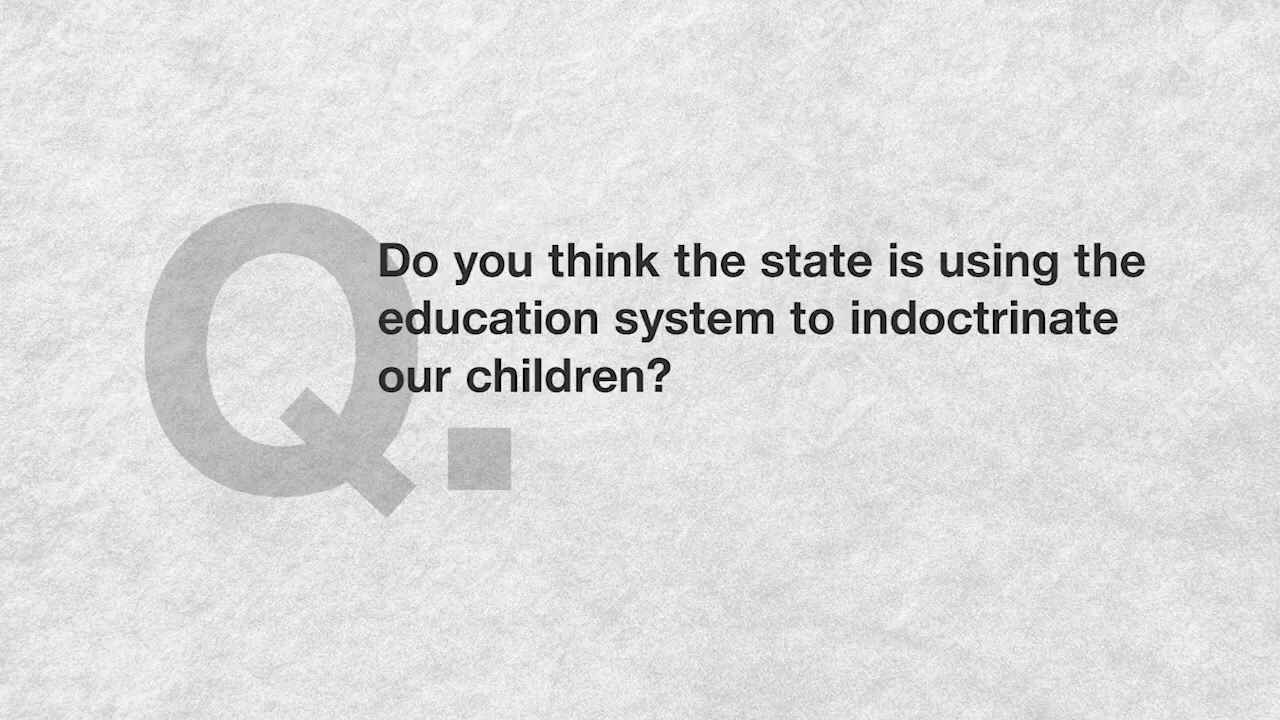 Q.
Do you think the state is using the
education system to indoctrinate
our children?